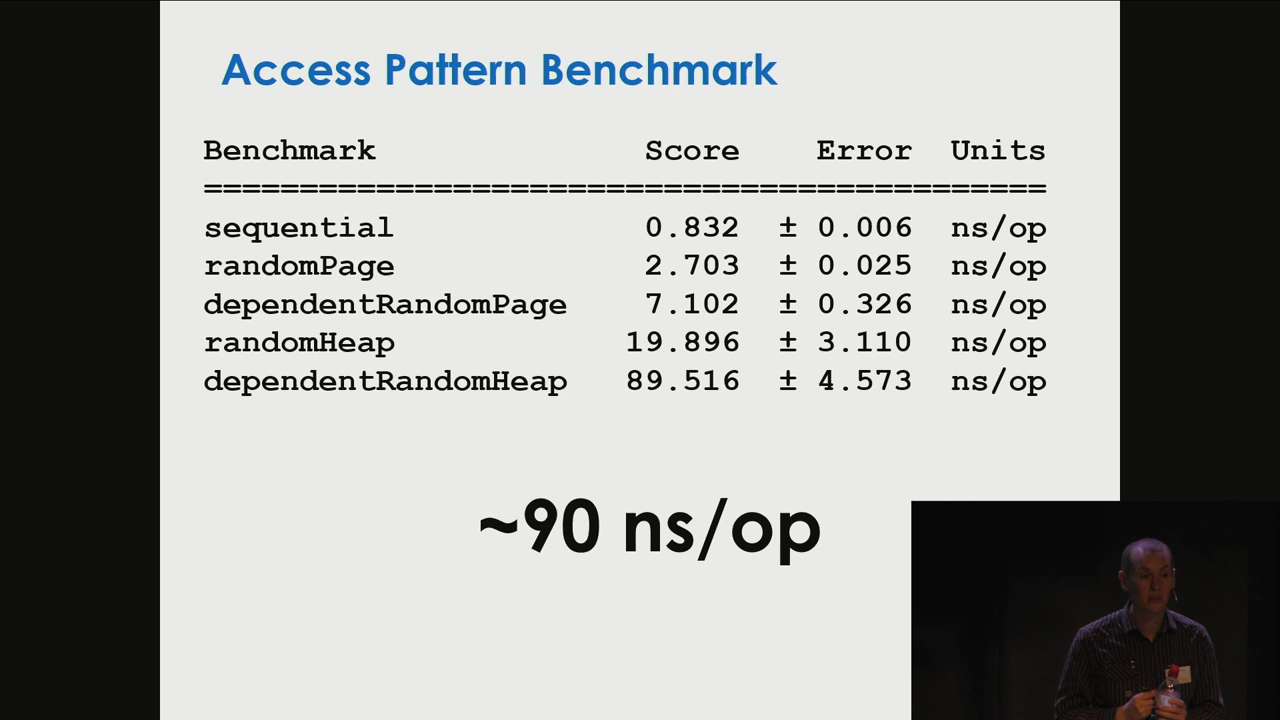 Access Pattern Benchmark
Benchmark Score Error Units
============================================
sequential 0.832 ± 0.006 ns/op
randomPage 2.703 ± 0.025 ns/op
dependentRandomPage 7.102 ± 0.326 ns/op
randomHeap 19.896 ± 3.110 ns/op
dependentRandomHeap 89.516 ± 4.573 ns/op
~90 ns/op